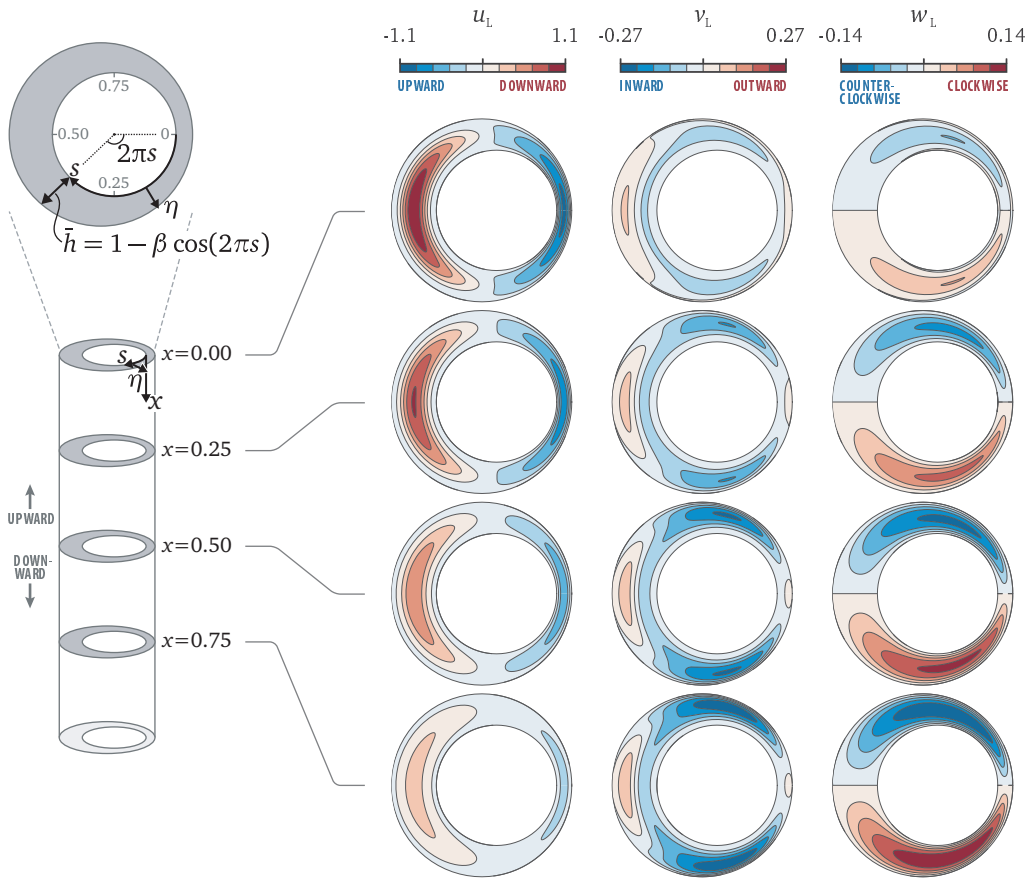 u_L v_L w_L
-1.1 1.1 -0.27 0.27 -0.14 0.14
UPWARD DOWNWARD INWARD OUTWARD COUNTER-CLOCKWISE CLOCKWISE
0.75
0.50 0
2πs
s
0.25
η
h̄ = 1 − β cos(2πs)
s x=0.00
η
x
x=0.25
UPWARD
x=0.50
DOWN-
WARD
x=0.75